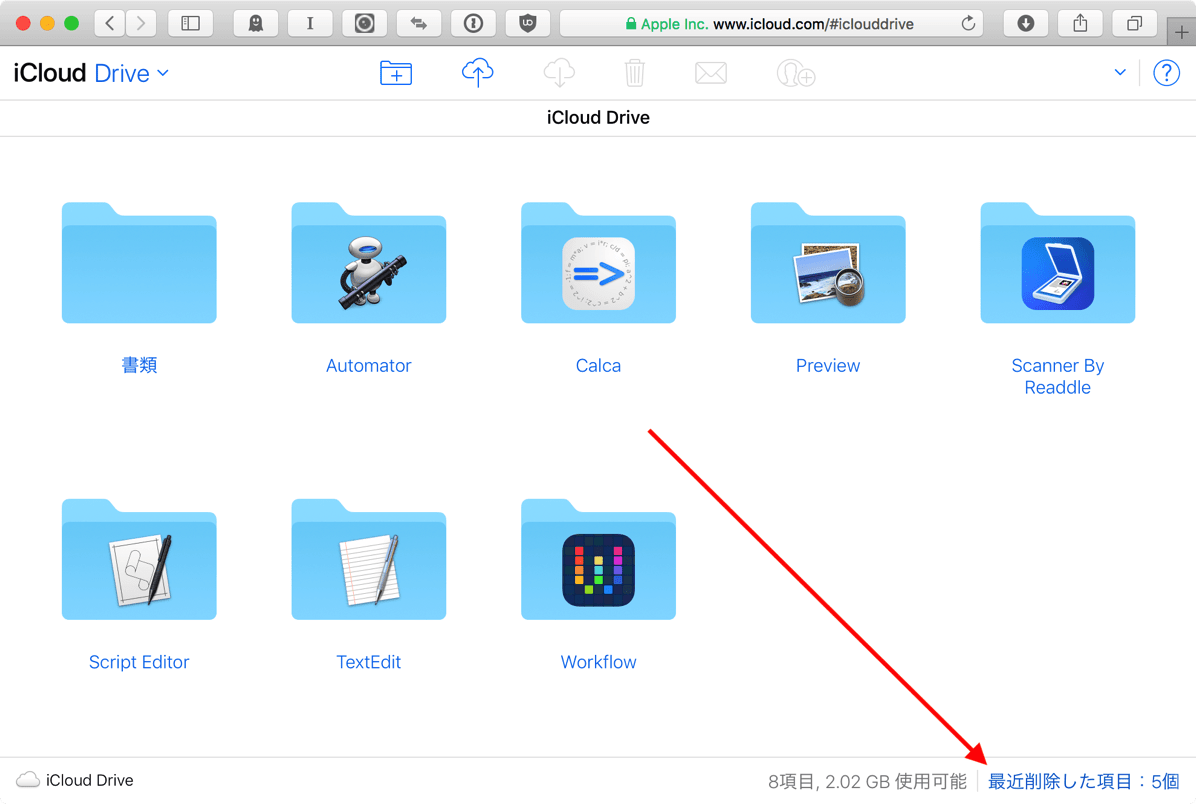 Apple Inc. www.icloud.com/#iclouddrive
iCloud Drive
iCloud Drive
書類
Automator
Calca
Preview
Scanner By
Readdle
Script Editor
TextEdit
Workflow
iCloud Drive
8項目, 2.02 GB 使用可能
最近削除した項目：5個